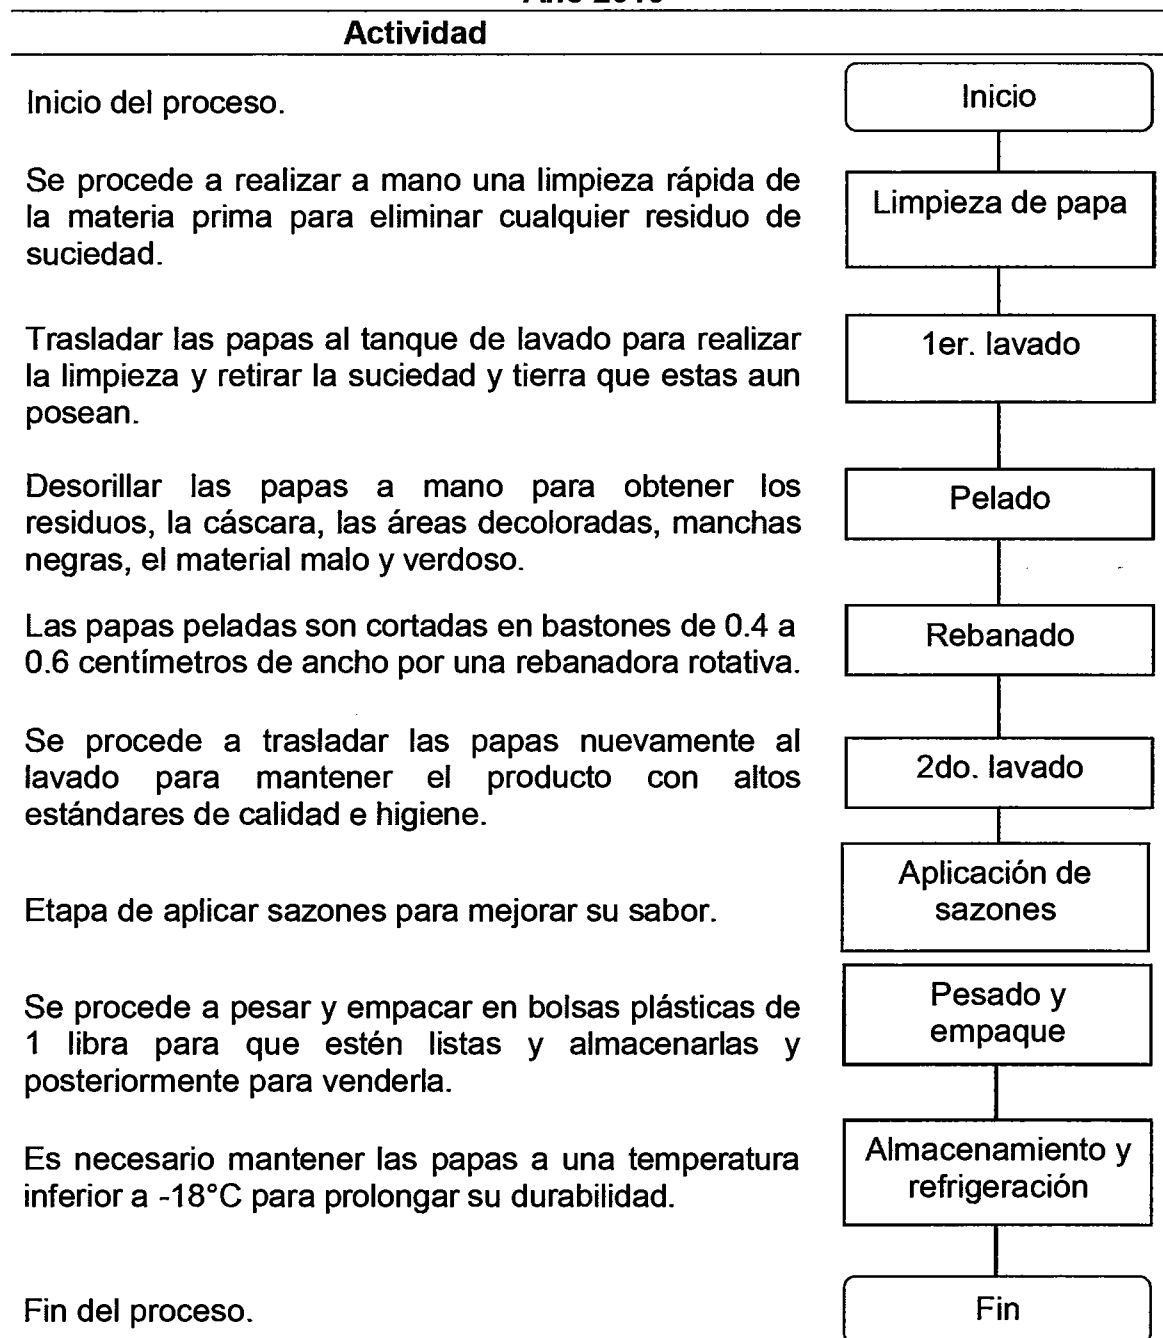 Actividad
Inicio del proceso.
Inicio
Se procede a realizar a mano una limpieza rápida de
la materia prima para eliminar cualquier residuo de
suciedad.
Limpieza de papa
Trasladar las papas al tanque de lavado para realizar
la limpieza y retirar la suciedad y tierra que estas aun
posean.
1er. lavado
Desorillar las papas a mano para obtener los
residuos, la cáscara, las áreas decoloradas, manchas
negras, el material malo y verdoso.
Pelado
Las papas peladas son cortadas en bastones de 0.4 a
0.6 centímetros de ancho por una rebanadora rotativa.
Rebanado
Se procede a trasladar las papas nuevamente al
lavado para mantener el producto con altos
estándares de calidad e higiene.
2do. lavado
Etapa de aplicar sazones para mejorar su sabor.
Aplicación de
sazones
Se procede a pesar y empacar en bolsas plásticas de
1 libra para que estén listas y almacenarlas y
posteriormente para venderla.
Pesado y
empaque
Es necesario mantener las papas a una temperatura
inferior a -18°C para prolongar su durabilidad.
Almacenamiento y
refrigeración
Fin del proceso.
Fin